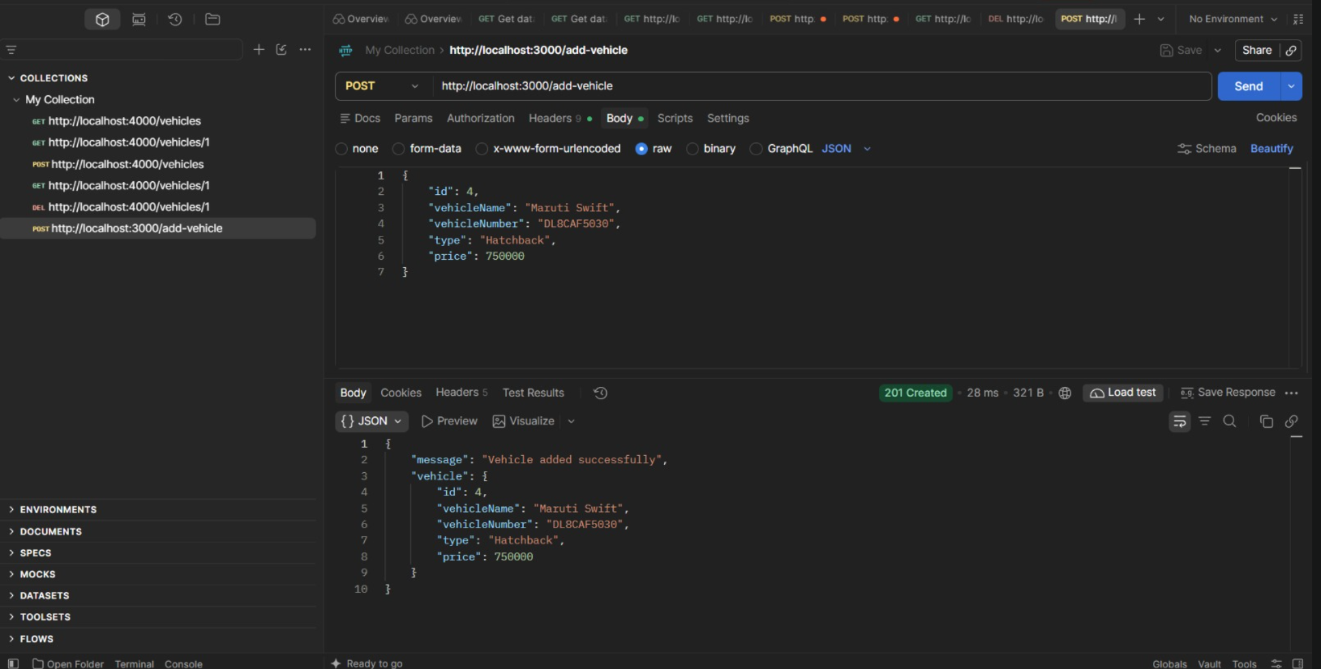 Overview Overview GET Get dat GET Get dat GET http://lo GET http://lo POST http. POST http. GET http://lo DEL http://lo POST http://l No Environment
My Collection > http://localhost:3000/add-vehicle Save Share
COLLECTIONS
My Collection
GET http://localhost:4000/vehicles
GET http://localhost:4000/vehicles/1
POST http://localhost:4000/vehicles
GET http://localhost:4000/vehicles/1
DEL http://localhost:4000/vehicles/1
POST http://localhost:3000/add-vehicle
ENVIRONMENTS
DOCUMENTS
SPECS
MOCKS
DATASETS
TOOLSETS
FLOWS
POST http://localhost:3000/add-vehicle Send
Docs Params Authorization Headers 9 Body Scripts Settings Cookies
none form-data x-www-form-urlencoded raw binary GraphQL JSON Schema Beautify
1 {
2 "id": 4,
3 "vehicleName": "Maruti Swift",
4 "vehicleNumber": "DL8CAF5030",
5 "type": "Hatchback",
6 "price": 750000
7 }
Body Cookies Headers 5 Test Results 201 Created 28 ms 321 B Load test Save Response
{} JSON Preview Visualize
1 {
2 "message": "Vehicle added successfully",
3 "vehicle": {
4 "id": 4,
5 "vehicleName": "Maruti Swift",
6 "vehicleNumber": "DL8CAF5030",
7 "type": "Hatchback",
8 "price": 750000
9 }
10 }
Open Folder Terminal Console Ready to go Globals Vault Tools